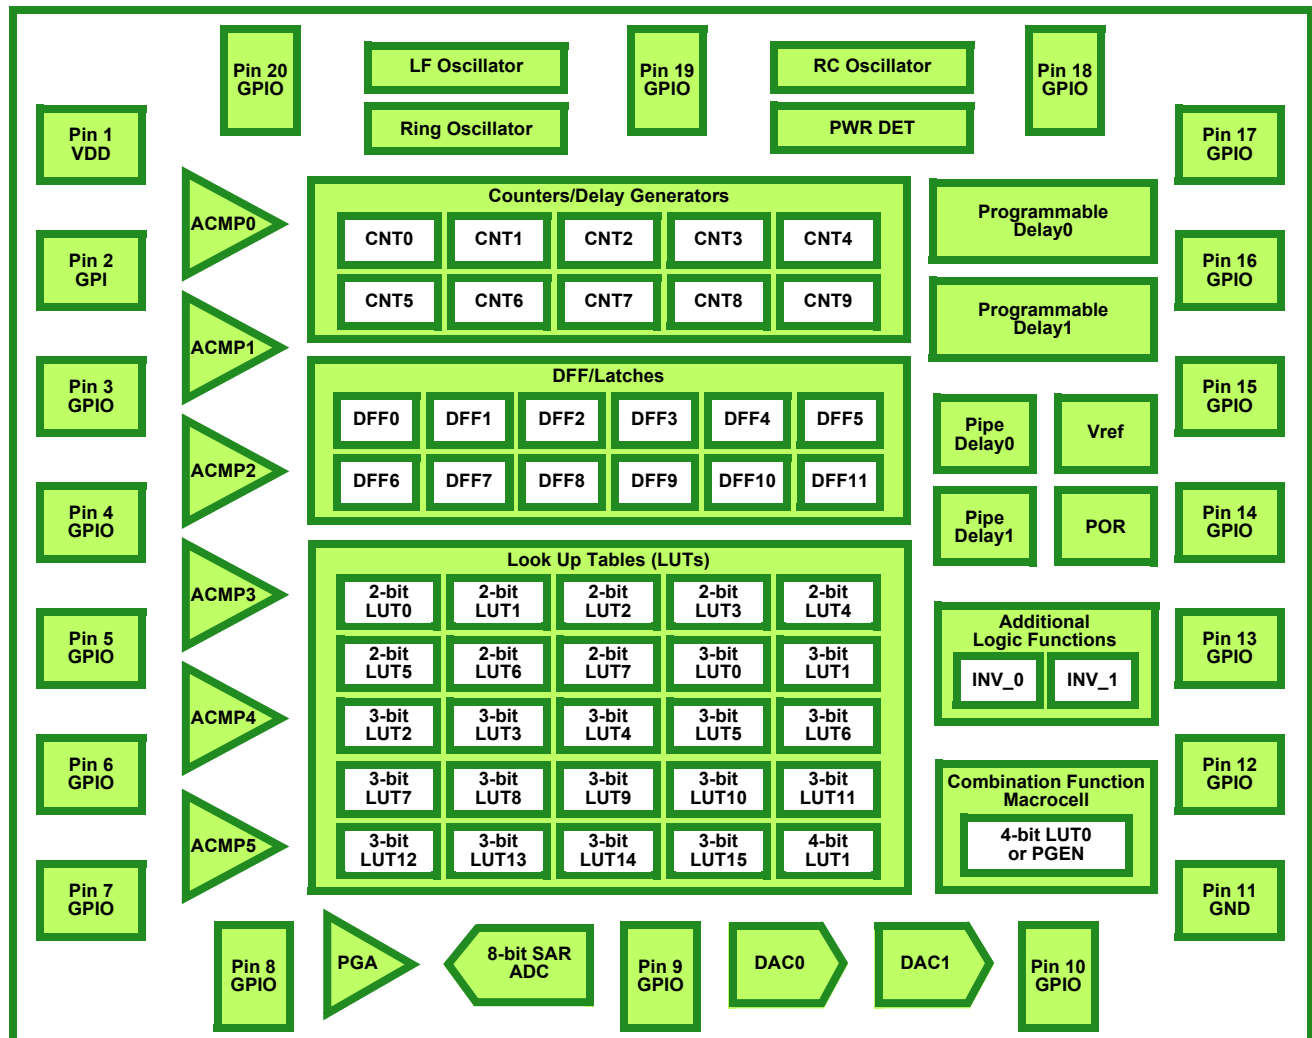 Pin 20
GPIO
LF Oscillator
Ring Oscillator
Pin 19
GPIO
RC Oscillator
PWR DET
Pin 18
GPIO
Pin 1
VDD
Pin 2
GPI
Pin 3
GPIO
Pin 4
GPIO
Pin 5
GPIO
Pin 6
GPIO
Pin 7
GPIO
ACMP0
ACMP1
ACMP2
ACMP3
ACMP4
ACMP5
Counters/Delay Generators
CNT0 CNT1 CNT2 CNT3 CNT4
CNT5 CNT6 CNT7 CNT8 CNT9
DFF/Latches
DFF0 DFF1 DFF2 DFF3 DFF4 DFF5
DFF6 DFF7 DFF8 DFF9 DFF10 DFF11
Look Up Tables (LUTs)
2-bit 2-bit 2-bit 2-bit 2-bit
LUT0 LUT1 LUT2 LUT3 LUT4
2-bit 2-bit 2-bit 3-bit 3-bit
LUT5 LUT6 LUT7 LUT0 LUT1
3-bit 3-bit 3-bit 3-bit 3-bit
LUT2 LUT3 LUT4 LUT5 LUT6
3-bit 3-bit 3-bit 3-bit 3-bit
LUT7 LUT8 LUT9 LUT10 LUT11
3-bit 3-bit 3-bit 3-bit 4-bit
LUT12 LUT13 LUT14 LUT15 LUT1
Programmable
Delay0
Programmable
Delay1
Pipe
Delay0
Vref
Pipe
Delay1
POR
Additional
Logic Functions
INV_0 INV_1
Combination Function
Macrocell
4-bit LUT0
or PGEN
Pin 17
GPIO
Pin 16
GPIO
Pin 15
GPIO
Pin 14
GPIO
Pin 13
GPIO
Pin 12
GPIO
Pin 11
GND
Pin 8
GPIO
PGA
8-bit SAR
ADC
Pin 9
GPIO
DAC0
DAC1
Pin 10
GPIO